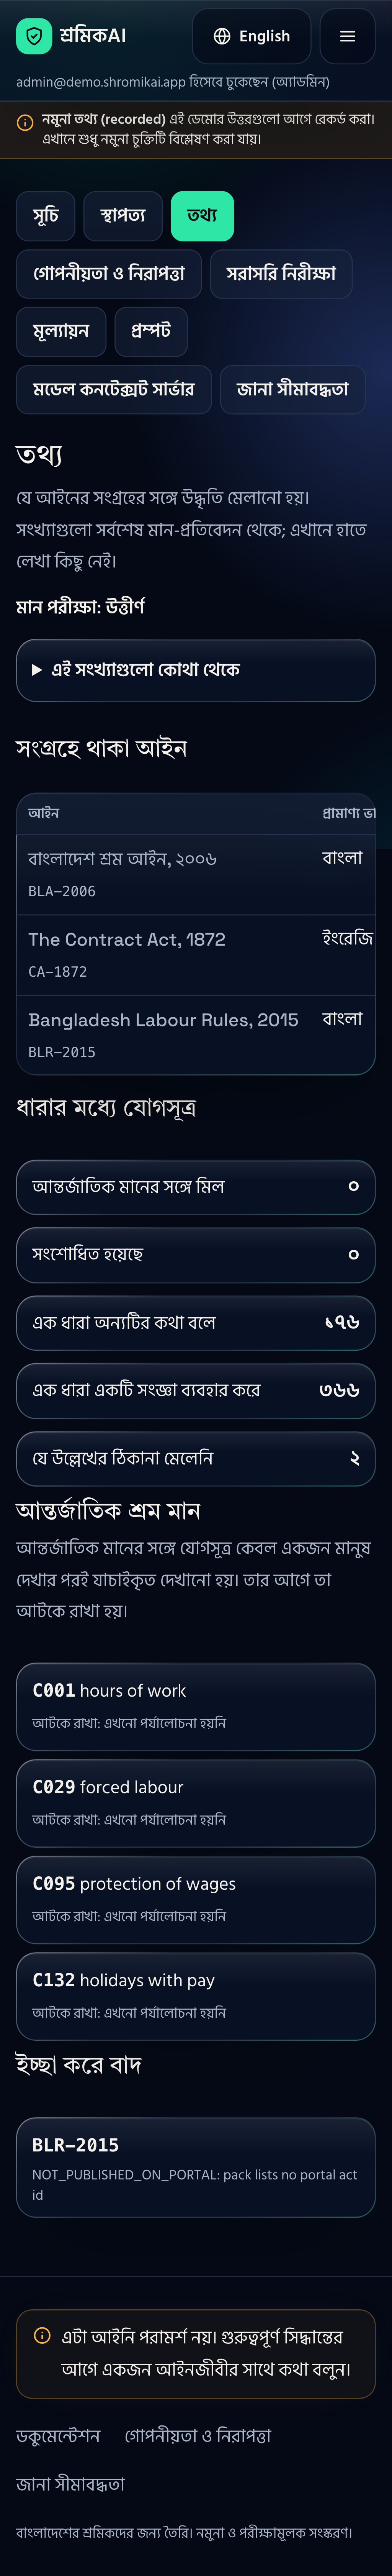 শ্রমিকAI
English
admin@demo.shromikai.app হিসেবে ঢুকেছেন (অ্যাডমিন)
নমুনা তথ্য (recorded) এই ডেমোর উত্তরগুলো আগে রেকর্ড করা।
এখানে শুধু নমুনা চুক্তিটি বিশ্লেষণ করা যায়।
সূচি
স্থাপত্য
তথ্য
গোপনীয়তা ও নিরাপত্তা
সরাসরি নিরীক্ষা
মূল্যায়ন
প্রম্পট
মডেল কনটেক্সট সার্ভার
জানা সীমাবদ্ধতা
তথ্য
যে আইনের সংগ্রহের সঙ্গে উদ্ধৃতি মেলানো হয়।
সংখ্যাগুলো সর্বশেষ মান-প্রতিবেদন থেকে; এখানে হাতে
লেখা কিছু নেই।
মান পরীক্ষা: উত্তীর্ণ
এই সংখ্যাগুলো কোথা থেকে
সংগ্রহে থাকা আইন
আইন
প্রামাণ্য
বাংলাদেশ শ্রম আইন, ২০০৬
বাংলা
BLA-2006
The Contract Act, 1872
ইংরেজি
CA-1872
Bangladesh Labour Rules, 2015
বাংলা
BLR-2015
ধারার মধ্যে যোগসূত্র
আন্তর্জাতিক মানের সঙ্গে মিল
০
সংশোধিত হয়েছে
০
এক ধারা অন্যটির কথা বলে
১৭৬
এক ধারা একটি সংজ্ঞা ব্যবহার করে
৩৬৬
যে উল্লেখের ঠিকানা মেলেনি
২
আন্তর্জাতিক শ্রম মান
আন্তর্জাতিক মানের সঙ্গে যোগসূত্র কেবল একজন মানুষ
দেখার পরই যাচাইকৃত দেখানো হয়। তার আগে তা
আটকে রাখা হয়।
C001 hours of work
আটকে রাখা: এখনো পর্যালোচনা হয়নি
C029 forced labour
আটকে রাখা: এখনো পর্যালোচনা হয়নি
C095 protection of wages
আটকে রাখা: এখনো পর্যালোচনা হয়নি
C132 holidays with pay
আটকে রাখা: এখনো পর্যালোচনা হয়নি
ইচ্ছা করে বাদ
BLR-2015
NOT_PUBLISHED_ON_PORTAL: pack lists no portal act
id
এটা আইনি পরামর্শ নয়। গুরুত্বপূর্ণ সিদ্ধান্তের
আগে একজন আইনজীবীর সাথে কথা বলুন।
ডকুমেন্টেশন
গোপনীয়তা ও নিরাপত্তা
জানা সীমাবদ্ধতা
বাংলাদেশের শ্রমিকদের জন্য তৈরি। নমুনা ও পরীক্ষামূলক সংস্করণ।